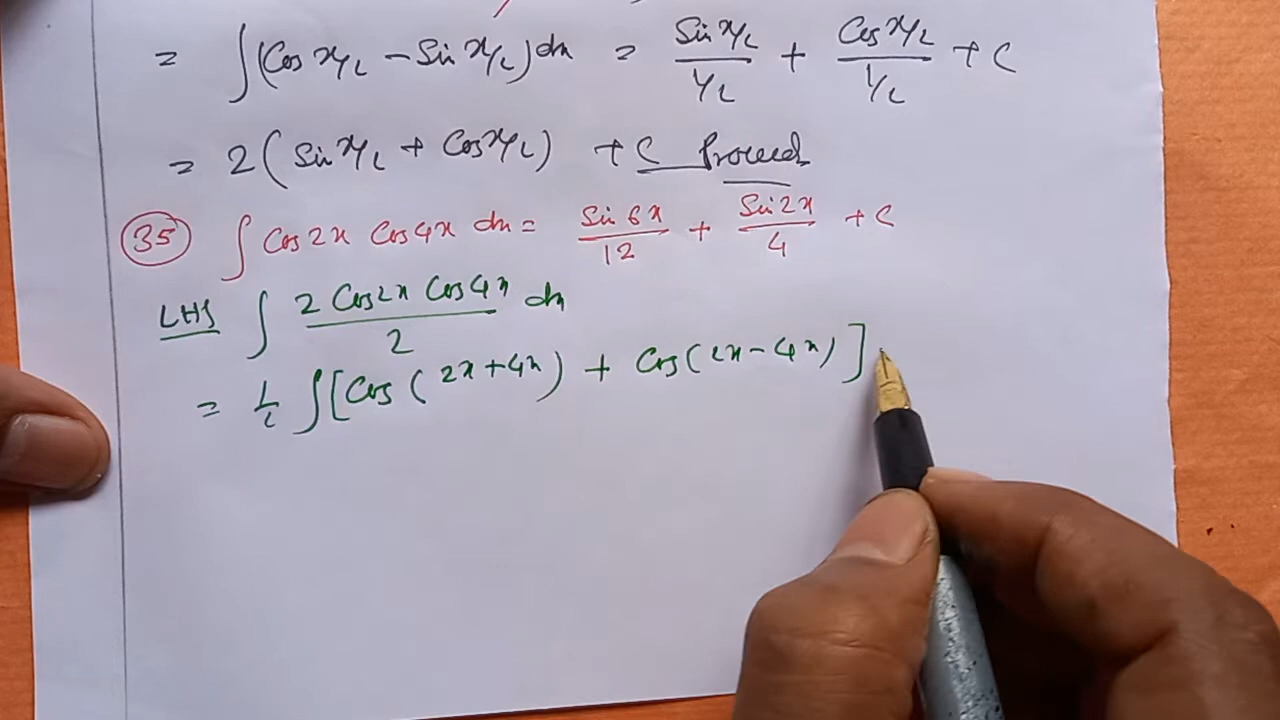 = ∫(Cos x/2 - Sin x/2) dx = Sin x/2 / 1/2 + Cos x/2 / 1/2 + C
= 2 ( Sin x/2 + Cos x/2 ) + C Proved
35 ∫ Cos 2x Cos 4x dx = Sin 6x / 12 + Sin 2x / 4 + C
LHS ∫ 2 Cos 2x Cos 4x / 2 dx
= 1/2 ∫ [Cos ( 2x + 4x ) + Cos ( 2x - 4x ) ]